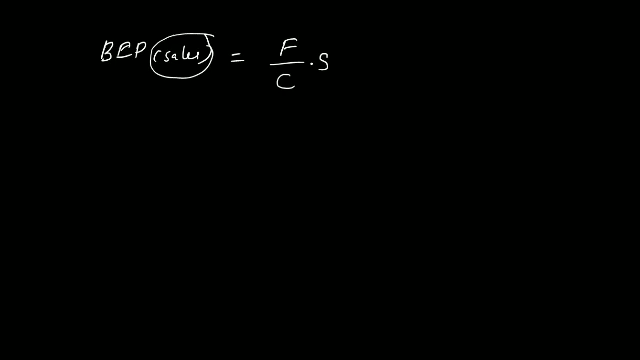 BEP (sales) = F/C . S